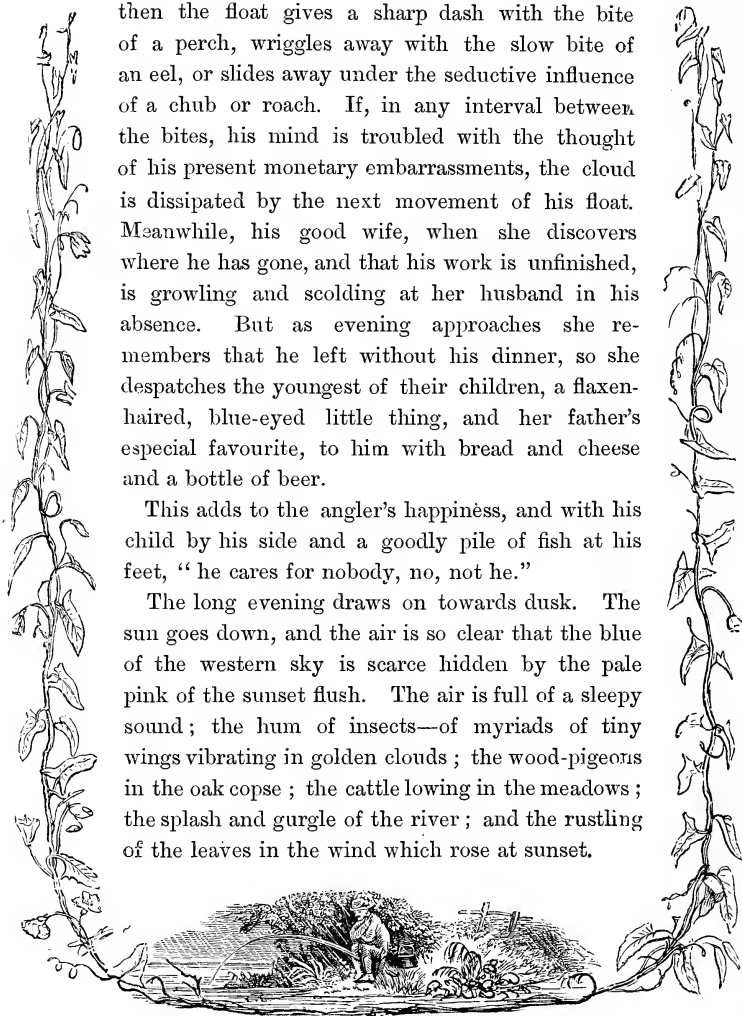 then the float gives a sharp dash with the bite
of a perch, wriggles away with the slow bite of
an eel, or slides away under the seductive influence
of a chub or roach. If, in any interval between
the bites, his mind is troubled with the thought
of his present monetary embarrassments, the cloud
is dissipated by the next movement of his float.
Meanwhile, his good wife, when she discovers
where he has gone, and that his work is unfinished,
is growling and scolding at her husband in his
absence. But as evening approaches she re-
members that he left without his dinner, so she
despatches the youngest of their children, a flaxen-
haired, blue-eyed little thing, and her father's
especial favourite, to him with bread and cheese
and a bottle of beer.
This adds to the angler's happiness, and with his
child by his side and a goodly pile of fish at his
feet, “ he cares for nobody, no, not he.”
The long evening draws on towards dusk. The
sun goes down, and the air is so clear that the blue
of the western sky is scarce hidden by the pale
pink of the sunset flush. The air is full of a sleepy
sound ; the hum of insects—of myriads of tiny
wings vibrating in golden clouds ; the wood-pigeons
in the oak copse ; the cattle lowing in the meadows ;
the splash and gurgle of the river ; and the rustling
of the leaves in the wind which rose at sunset.